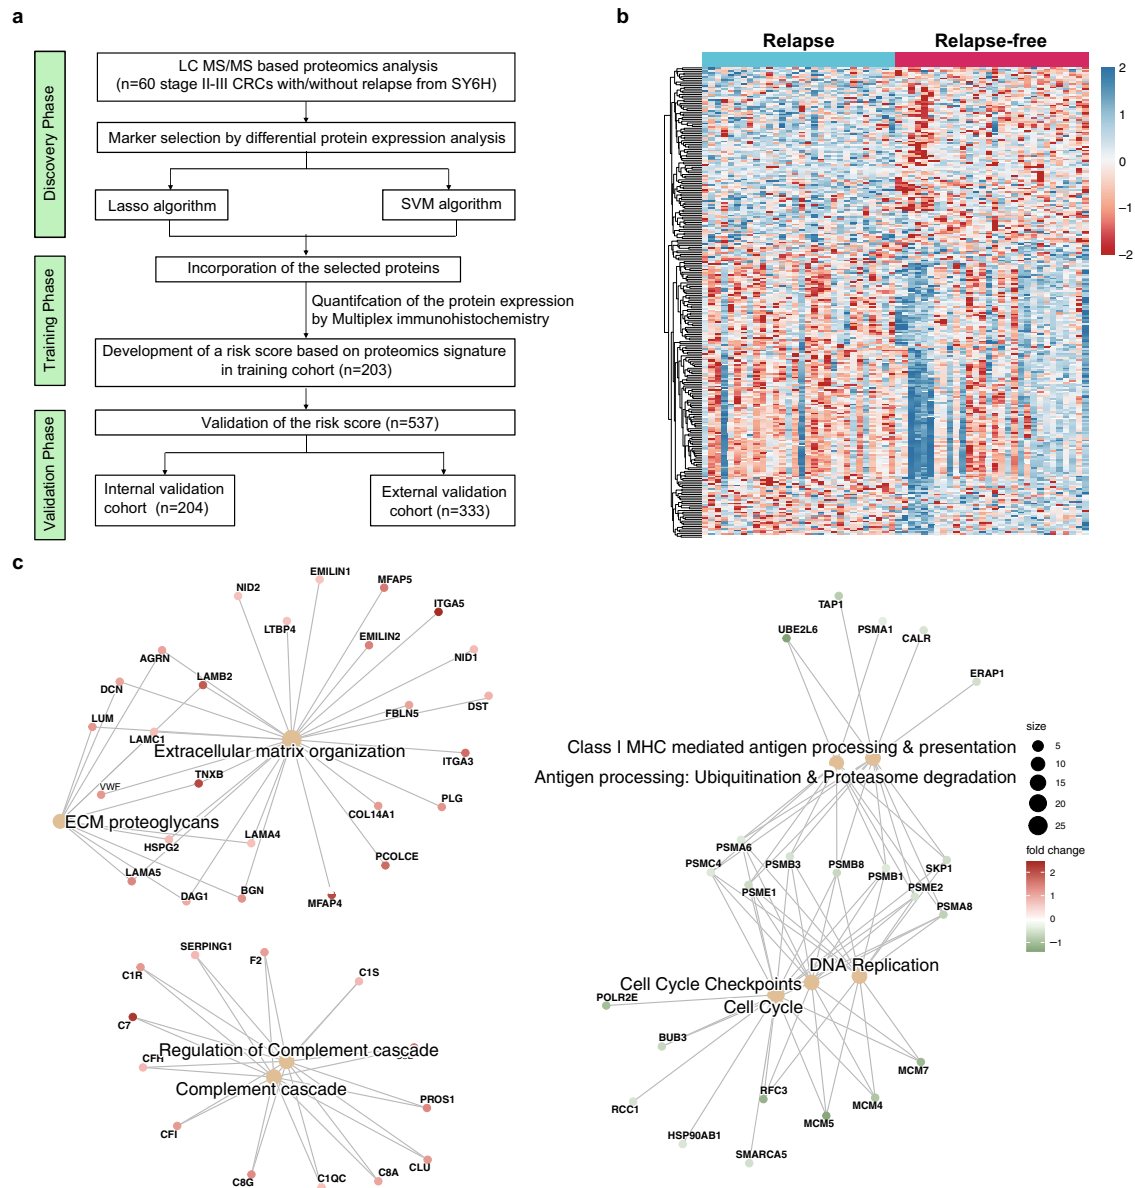 a
Discovery Phase
LC MS/MS based proteomics analysis
(n=60 stage II-III CRCs with/without relapse from SY6H)
Marker selection by differential protein expression analysis
Lasso algorithm
SVM algorithm
Training Phase
Incorporation of the selected proteins
Quantifcation of the protein expression
by Multiplex immunohistochemistry
Development of a risk score based on proteomics signature
in training cohort (n=203)
Validation Phase
Validation of the risk score (n=537)
Internal validation
cohort (n=204)
External validation
cohort (n=333)
b
Relapse
Relapse-free
2
1
0
−1
−2
c
NID2
EMILIN1
MFAP5
ITGA5
LTBP4
EMILIN2
NID1
AGRN
LAMB2
DCN
DST
FBLN5
LUM
LAMC1
Extracellular matrix organization
ITGA3
TNXB
VWF
PLG
COL14A1
ECM proteoglycans
LAMA4
HSPG2
PCOLCE
LAMA5
DAG1
BGN
MFAP4
SERPING1
F2
C1R
C1S
C7
Regulation of Complement cascade
CFH
Complement cascade
PROS1
CFI
CLU
C8G
C1QC
C8A
TAP1
UBE2L6
PSMA1
CALR
ERAP1
Class I MHC mediated antigen processing & presentation
Antigen processing: Ubiquitination & Proteasome degradation
PSMA6
PSMC4
PSMB3
PSMB8
PSMB1
SKP1
PSME1
PSME2
PSMA8
DNA Replication
Cell Cycle Checkpoints
Cell Cycle
POLR2E
BUB3
MCM7
RFC3
RCC1
MCM4
MCM5
HSP90AB1
SMARCA5
size
5
10
15
20
25
fold change
2
1
0
−1